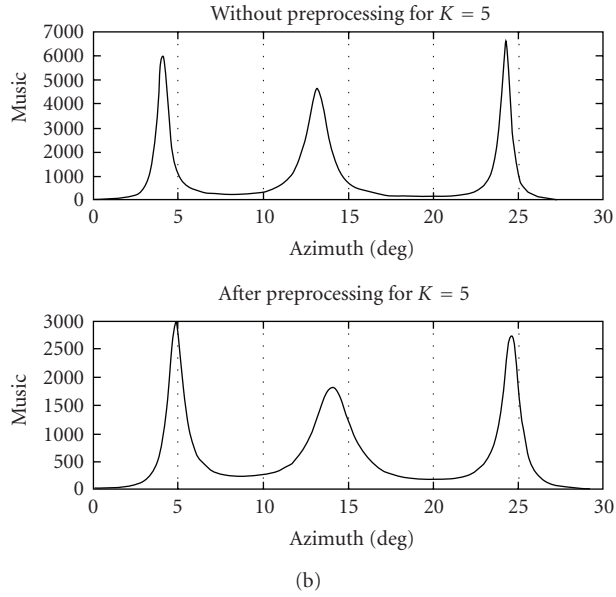 Without preprocessing for K = 5
7000
6000
5000
4000
3000
2000
1000
0
Music
0 5 10 15 20 25 30
Azimuth (deg)
After preprocessing for K = 5
3000
2500
2000
1500
1000
500
0
Music
0 5 10 15 20 25 30
Azimuth (deg)
(b)